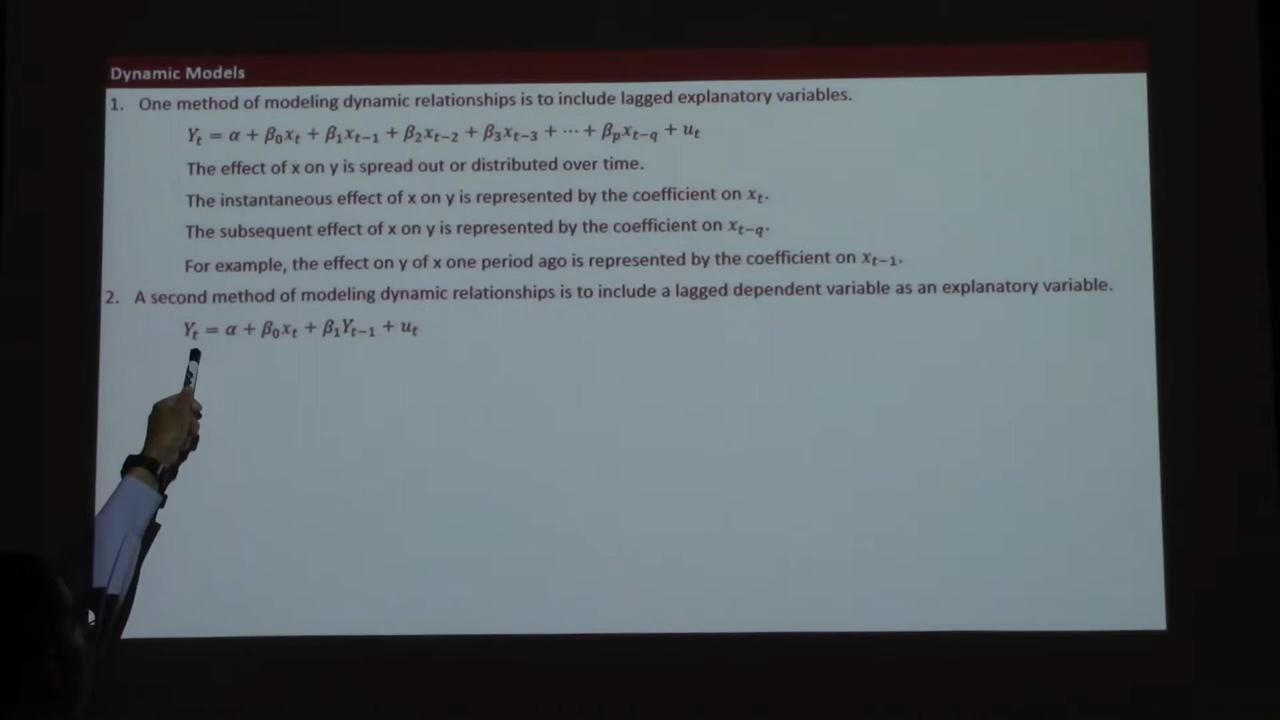 Dynamic Models
1. One method of modeling dynamic relationships is to include lagged explanatory variables.
Yₜ = α + β₀xₜ + β₁xₜ₋₁ + β₂xₜ₋₂ + β₃xₜ₋₃ + ⋯ + βₚxₜ₋q + uₜ
The effect of x on y is spread out or distributed over time.
The instantaneous effect of x on y is represented by the coefficient on xₜ.
The subsequent effect of x on y is represented by the coefficient on xₜ₋q.
For example, the effect on y of x one period ago is represented by the coefficient on xₜ₋₁.
2. A second method of modeling dynamic relationships is to include a lagged dependent variable as an explanatory variable.
Yₜ = α + β₀xₜ + β₁Yₜ₋₁ + uₜ